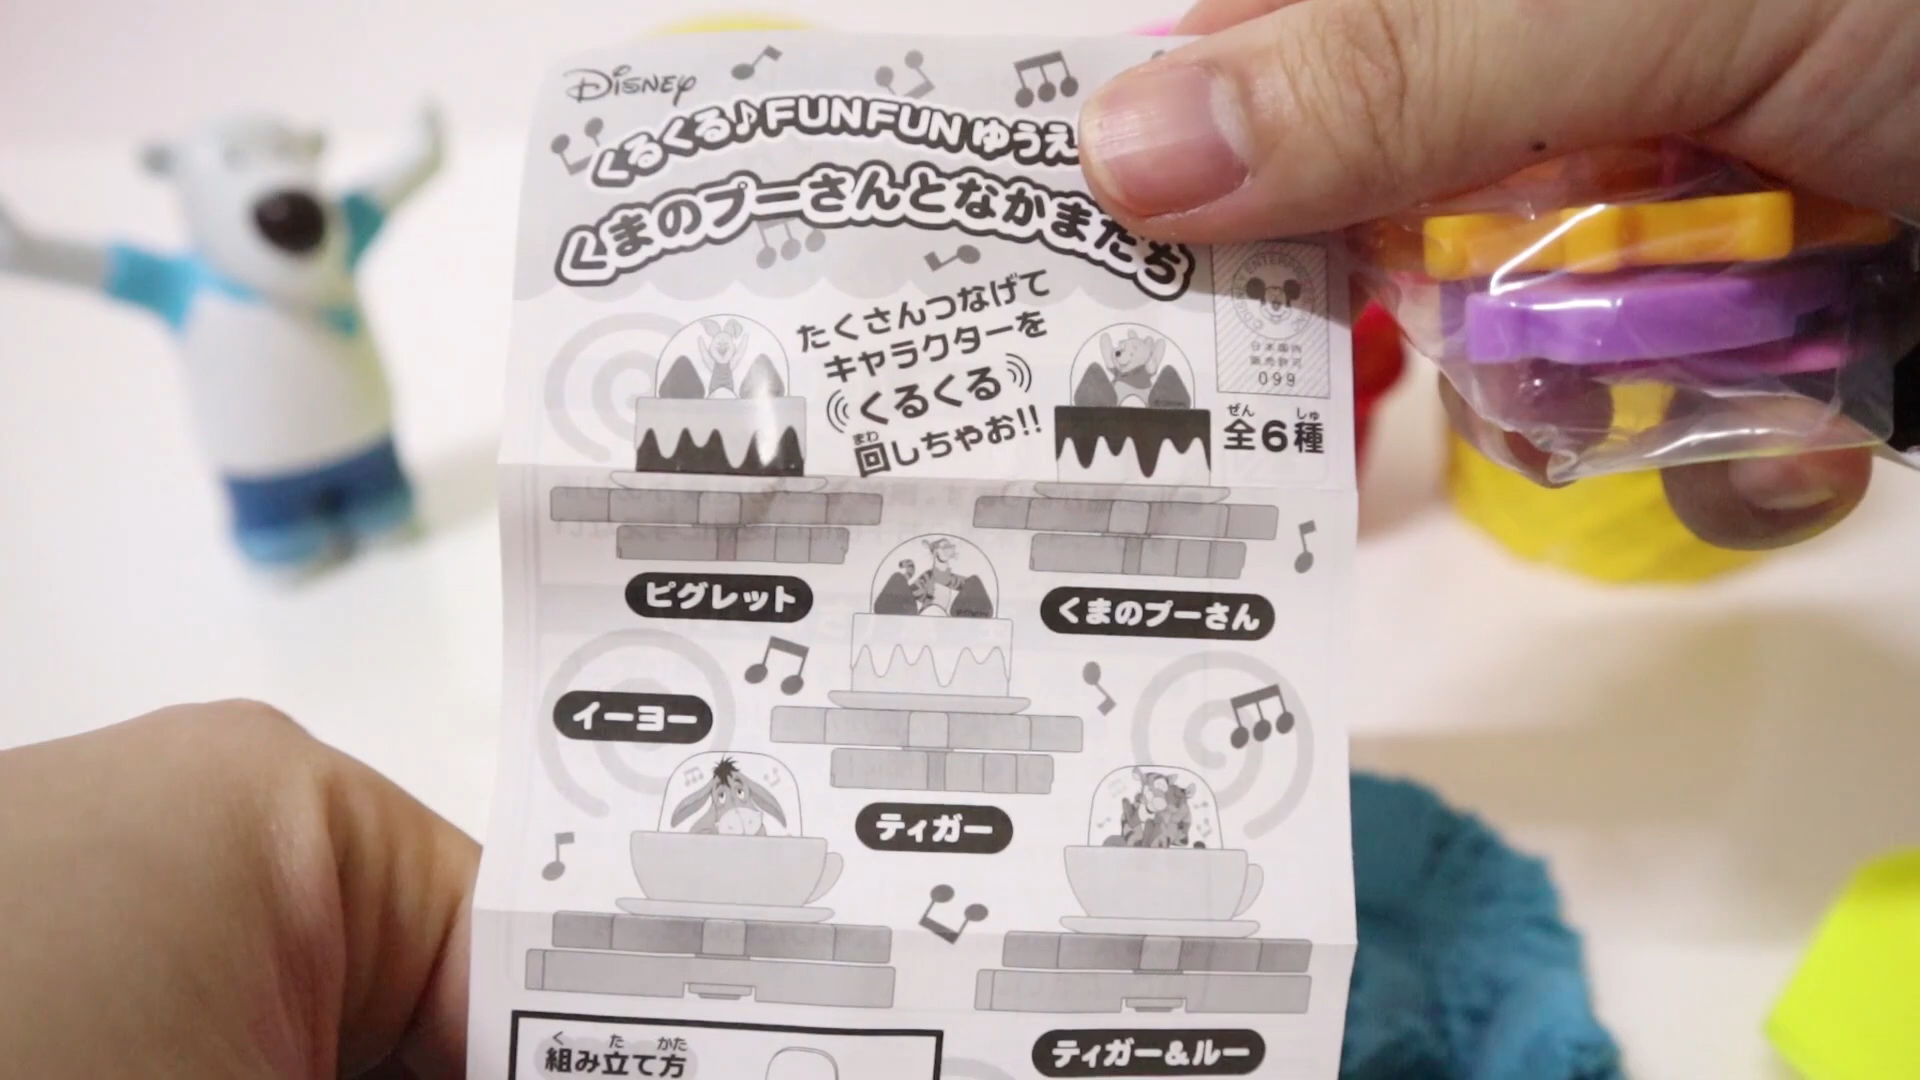 Disney
くるくる♪FUNFUNゆうえ
くまのプーさんとなかまたち
たくさんつなげて
キャラクターを
くるくる
まわ
回しちゃお!!
日本国内
販売許可
099
ぜん しゅ
全6種
ピグレット
くまのプーさん
イーヨー
ティガー
く た かた
組み立て方
ティガー&ルー